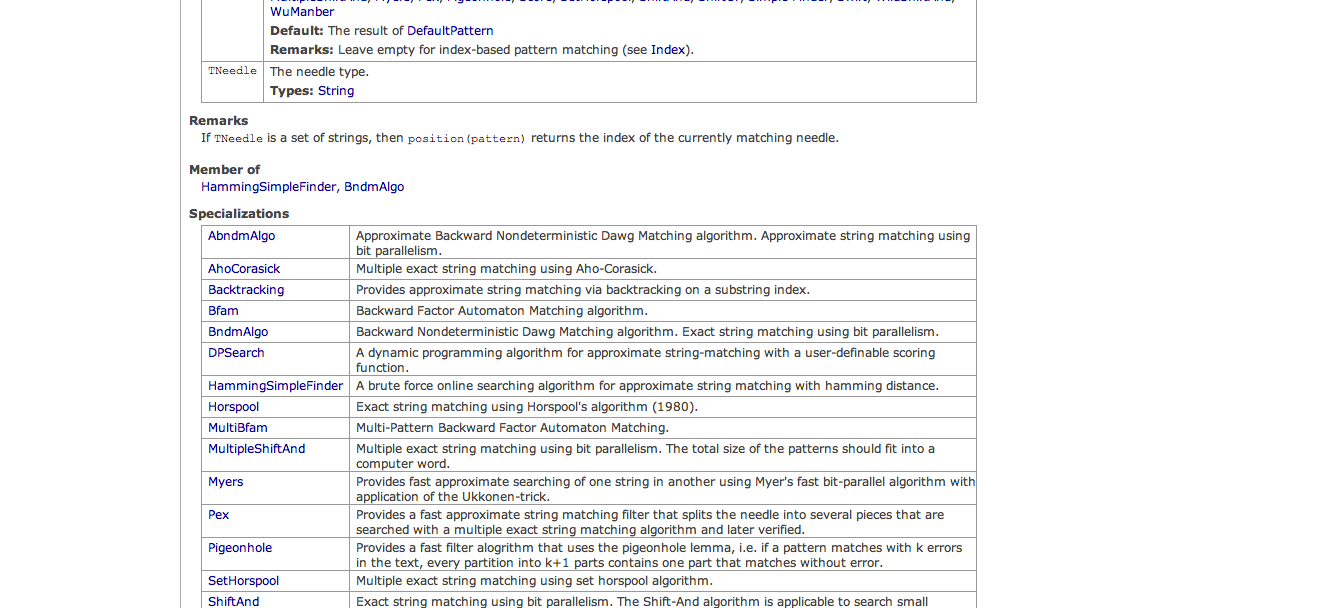 WuManber
Default: The result of DefaultPattern
Remarks: Leave empty for index-based pattern matching (see Index).
TNeedle The needle type.
Types: String
Remarks
If TNeedle is a set of strings, then position(pattern) returns the index of the currently matching needle.
Member of
HammingSimpleFinder, BndmAlgo
Specializations
AbndmAlgo Approximate Backward Nondeterministic Dawg Matching algorithm. Approximate string matching using
bit parallelism.
AhoCorasick Multiple exact string matching using Aho-Corasick.
Backtracking Provides approximate string matching via backtracking on a substring index.
Bfam Backward Factor Automaton Matching algorithm.
BndmAlgo Backward Nondeterministic Dawg Matching algorithm. Exact string matching using bit parallelism.
DPSearch A dynamic programming algorithm for approximate string-matching with a user-definable scoring
function.
HammingSimpleFinder A brute force online searching algorithm for approximate string matching with hamming distance.
Horspool Exact string matching using Horspool's algorithm (1980).
MultiBfam Multi-Pattern Backward Factor Automaton Matching.
MultipleShiftAnd Multiple exact string matching using bit parallelism. The total size of the patterns should fit into a
computer word.
Myers Provides fast approximate searching of one string in another using Myer's fast bit-parallel algorithm with
application of the Ukkonen-trick.
Pex Provides a fast approximate string matching filter that splits the needle into several pieces that are
searched with a multiple exact string matching algorithm and later verified.
Pigeonhole Provides a fast filter alogrithm that uses the pigeonhole lemma, i.e. if a pattern matches with k errors
in the text, every partition into k+1 parts contains one part that matches without error.
SetHorspool Multiple exact string matching using set horspool algorithm.
ShiftAnd Exact string matching using bit parallelism. The Shift-And algorithm is applicable to search small